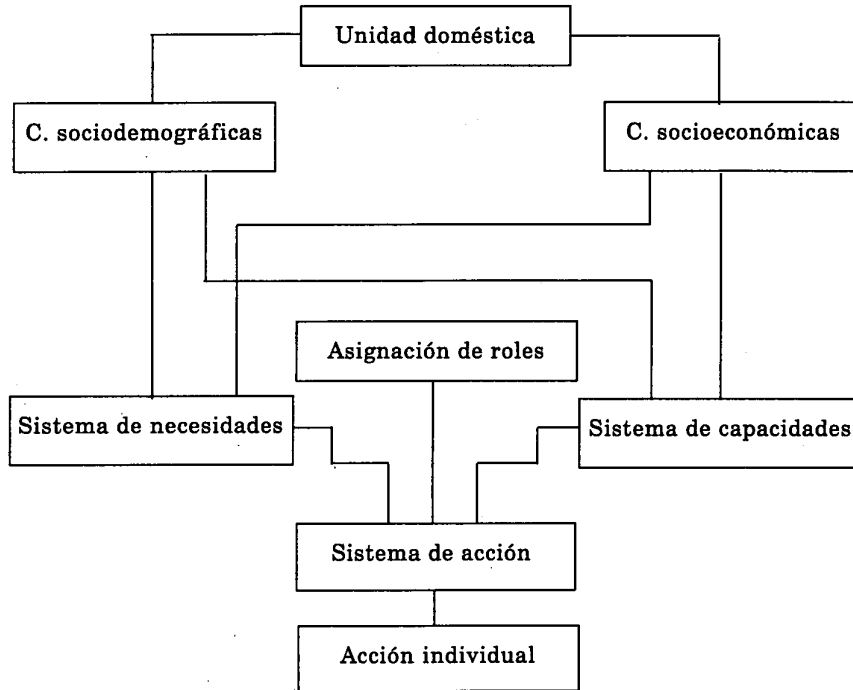 Unidad doméstica
C. sociodemográficas
C. socioeconómicas
Asignación de roles
Sistema de necesidades
Sistema de capacidades
Sistema de acción
Acción individual